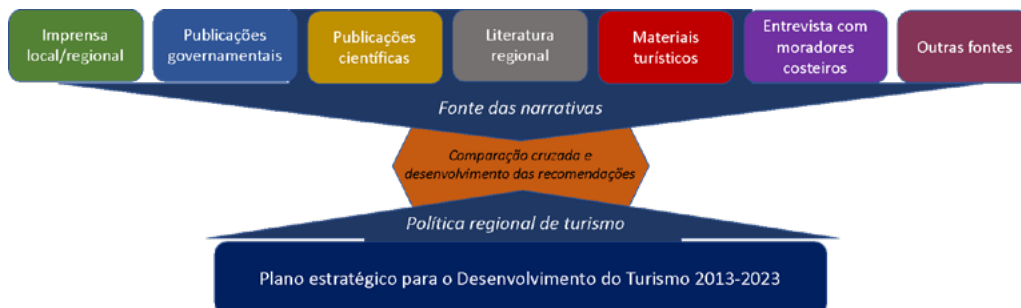 Imprensa
local/regional
Publicações
governamentais
Publicações
científicas
Literatura
regional
Materiais
turísticos
Entrevista com
moradores
costeiros
Outras fontes
Fonte das narrativas
Comparação cruzada e
desenvolvimento das recomendações
Política regional de turismo
Plano estratégico para o Desenvolvimento do Turismo 2013-2023